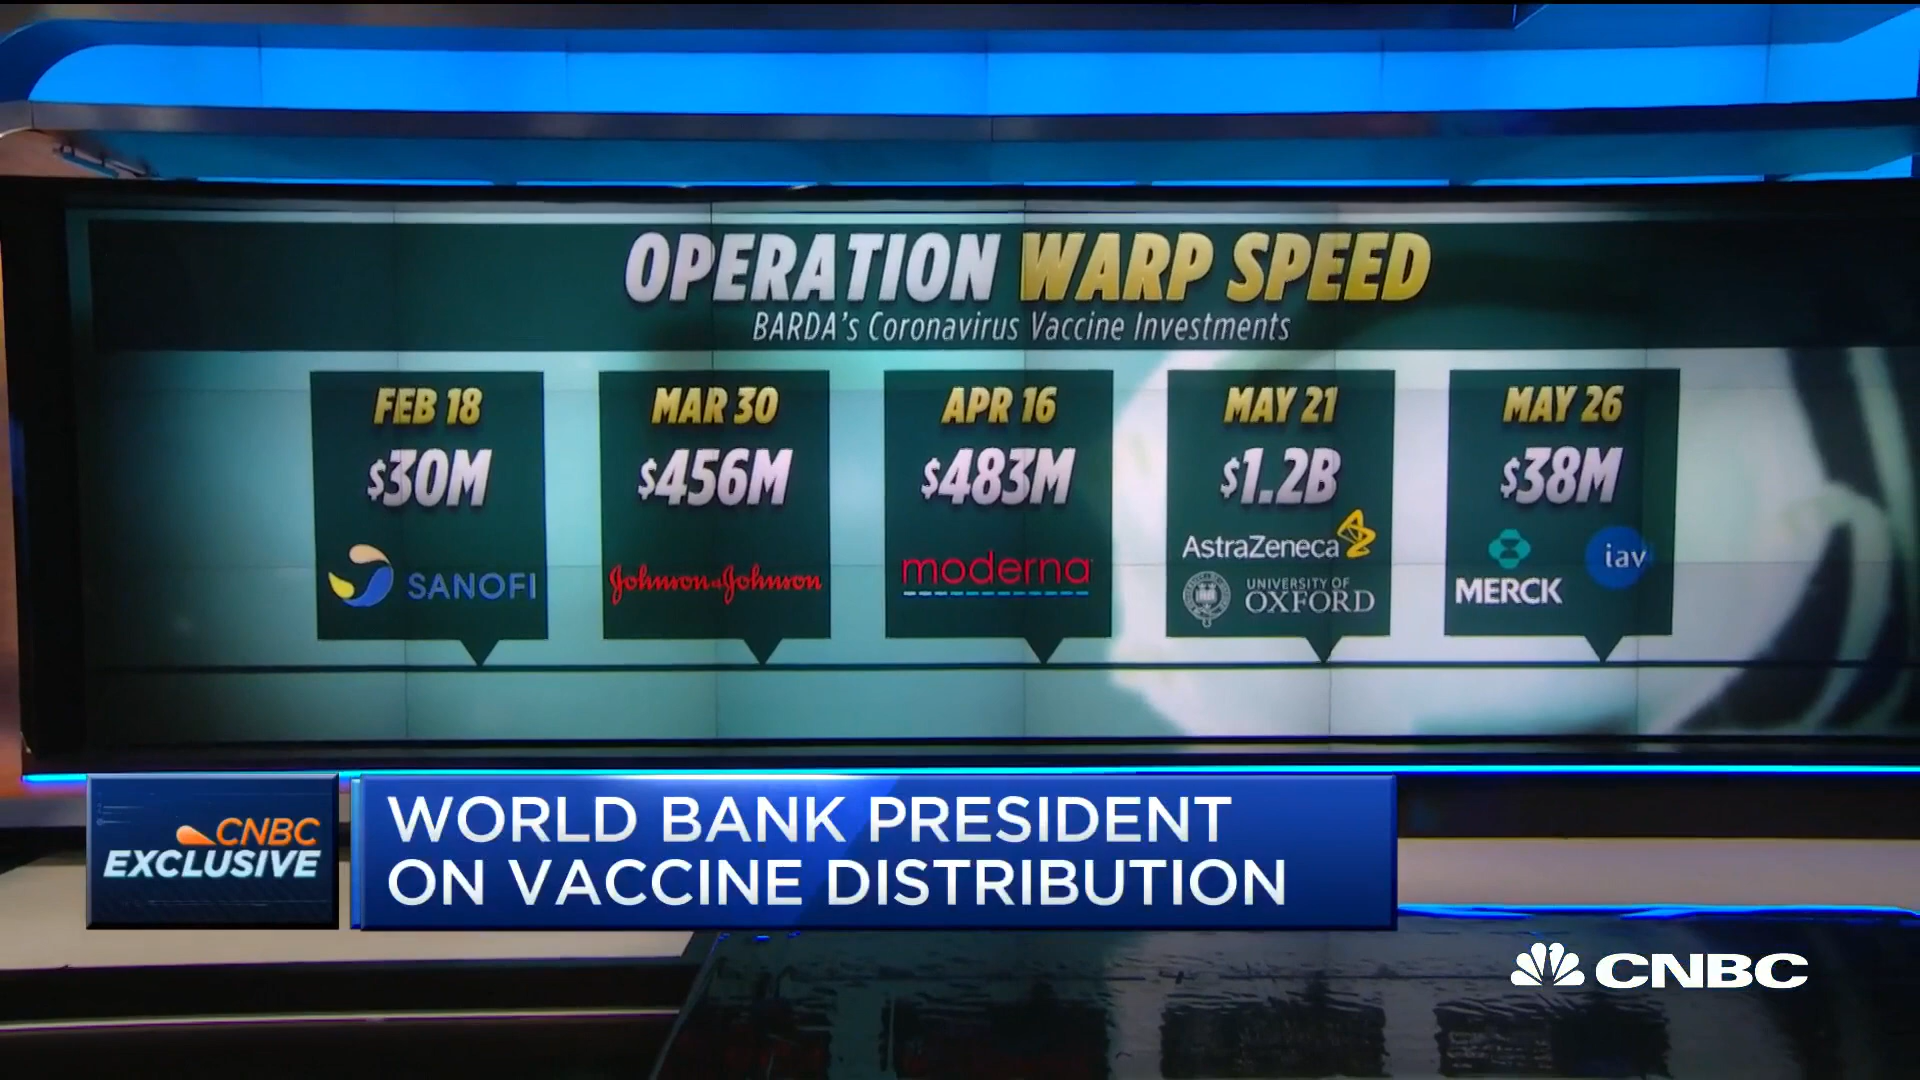 OPERATION WARP SPEED
BARDA's Coronavirus Vaccine Investments
FEB 18
$30M
SANOFI
MAR 30
$456M
Johnson & Johnson
APR 16
$483M
moderna
MAY 21
$1.2B
AstraZeneca
UNIVERSITY OF
OXFORD
MAY 26
$38M
MERCK
iavi
CNBC
EXCLUSIVE
WORLD BANK PRESIDENT
ON VACCINE DISTRIBUTION
CNBC